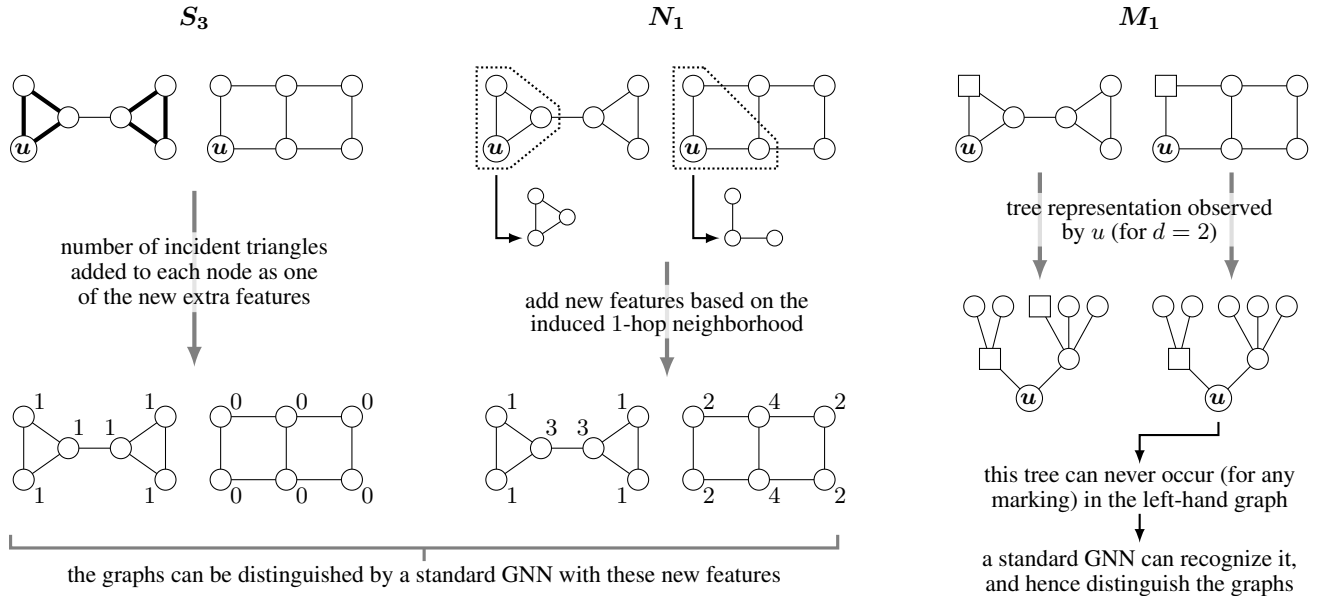 S₃
u
u
number of incident triangles
added to each node as one
of the new extra features
1 1 0 0 0
1 1
1 1 0 0 0
N₁
u
u
add new features based on the
induced 1-hop neighborhood
1 1 2 4 2
3 3
1 1 2 4 2
the graphs can be distinguished by a standard GNN with these new features
M₁
u
u
tree representation observed
by u (for d = 2)
u
u
this tree can never occur (for any
marking) in the left-hand graph
a standard GNN can recognize it,
and hence distinguish the graphs